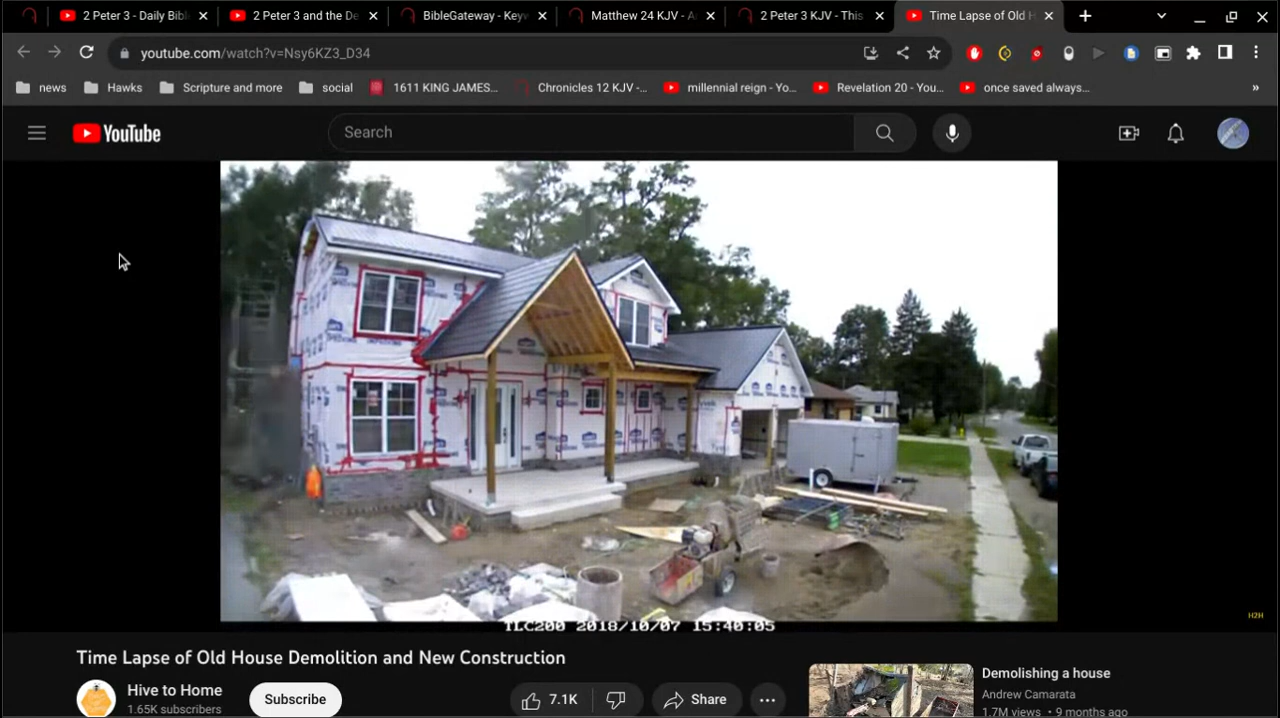 2 Peter 3 - Daily Bibl
2 Peter 3 and the De
BibleGateway - Keyw
Matthew 24 KJV - A
2 Peter 3 KJV - This
Time Lapse of Old H
youtube.com/watch?v=Nsy6KZ3_D34
news
Hawks
Scripture and more
social
1611 KING JAMES...
Chronicles 12 KJV -...
millennial reign - Yo...
Revelation 20 - You...
once saved always...
YouTube
Search
Tyvek
TLC200 2018/10/07 15:40:05
H2H
Time Lapse of Old House Demolition and New Construction
Hive to Home
1.65K subscribers
Subscribe
7.1K
Share
Demolishing a house
Andrew Camarata
1.7M views • 9 months ago